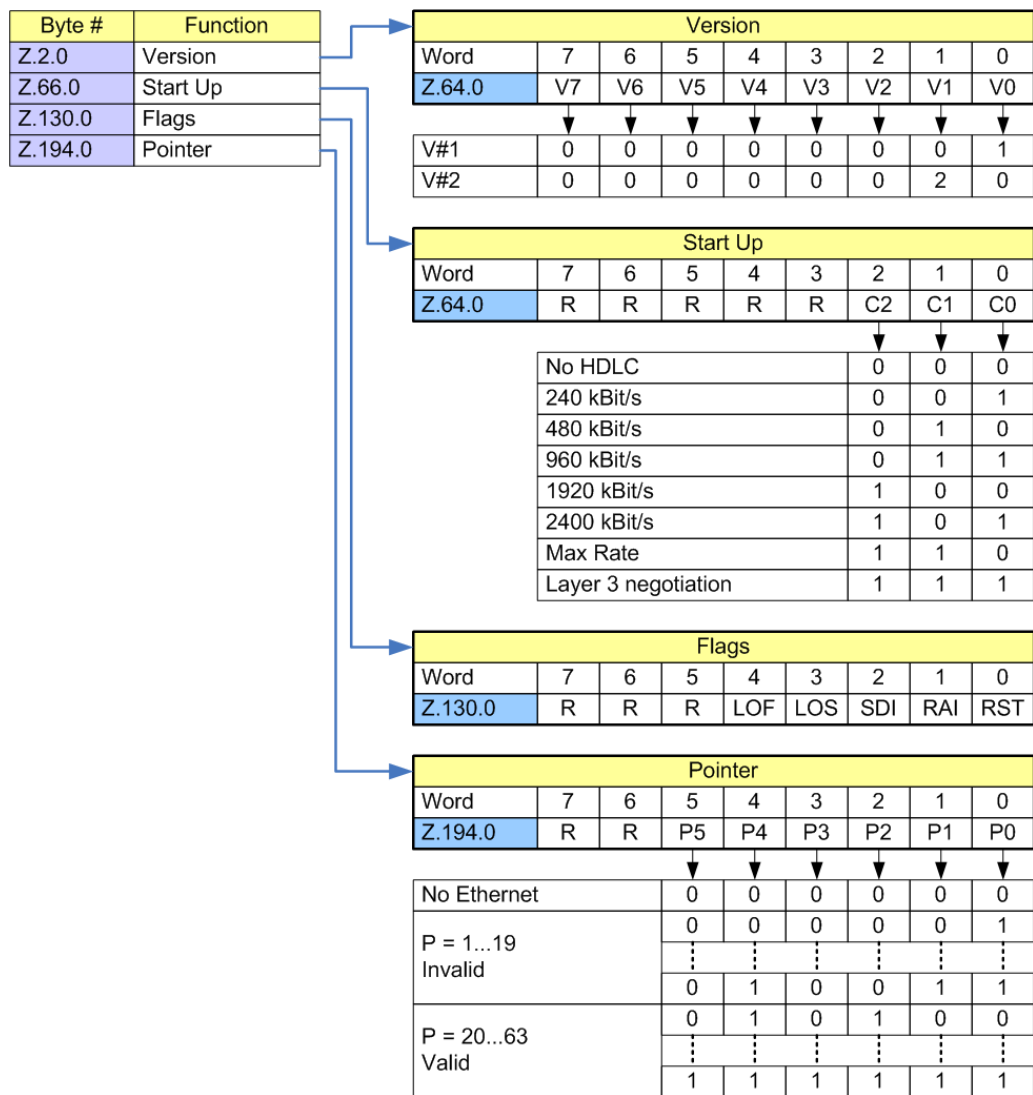 Byte # Function
Z.2.0 Version
Z.66.0 Start Up
Z.130.0 Flags
Z.194.0 Pointer
Version
Word 7 6 5 4 3 2 1 0
Z.64.0 V7 V6 V5 V4 V3 V2 V1 V0
V#1 0 0 0 0 0 0 0 1
V#2 0 0 0 0 0 0 2 0
Start Up
Word 7 6 5 4 3 2 1 0
Z.64.0 R R R R R C2 C1 C0
No HDLC 0 0 0
240 kBit/s 0 0 1
480 kBit/s 0 1 0
960 kBit/s 0 1 1
1920 kBit/s 1 0 0
2400 kBit/s 1 0 1
Max Rate 1 1 0
Layer 3 negotiation 1 1 1
Flags
Word 7 6 5 4 3 2 1 0
Z.130.0 R R R LOF LOS SDI RAI RST
Pointer
Word 7 6 5 4 3 2 1 0
Z.194.0 R R P5 P4 P3 P2 P1 P0
No Ethernet 0 0 0 0 0 0
0 0 0 0 0 1
P = 1...19
Invalid
0 1 0 0 1 1
0 1 0 1 0 0
P = 20...63
Valid
1 1 1 1 1 1